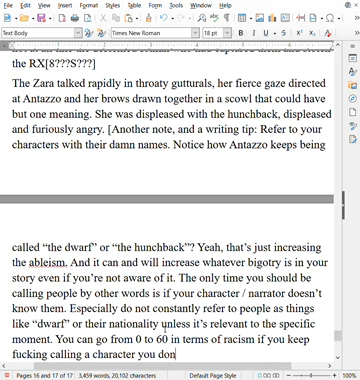 File Edit View Insert Format Styles Table Form Tools Window Help
Text Body
Times New Roman
18 pt
the RX[8???S???]
The Zara talked rapidly in throaty gutturals, her fierce gaze directed
at Antazzo and her brows drawn together in a scowl that could have
but one meaning. She was displeased with the hunchback, displeased
and furiously angry. [Another note, and a writing tip: Refer to your
characters with their damn names. Notice how Antazzo keeps being
called “the dwarf” or “the hunchback”? Yeah, that’s just increasing
the ableism. And it can and will increase whatever bigotry is in your
story even if you’re not aware of it. The only time you should be
calling people by other words is if your character / narrator doesn’t
know them. Especially do not constantly refer to people as things
like “dwarf” or their nationality unless it’s relevant to the specific
moment. You can go from 0 to 60 in terms of racism if you keep
fucking calling a character you don
Page 16 and 17 of 17
3,459 words, 20,102 characters
Default Page Style
100%